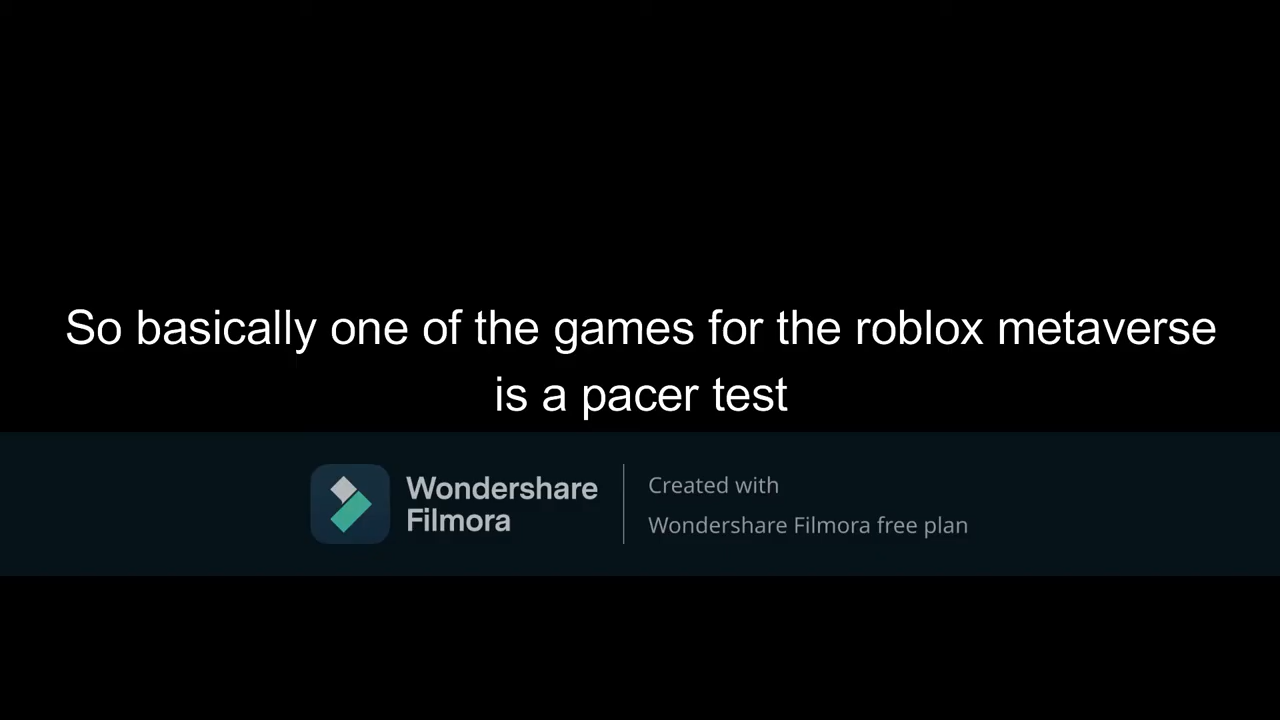 So basically one of the games for the roblox metaverse
is a pacer test
Wondershare
Filmora
Created with
Wondershare Filmora free plan